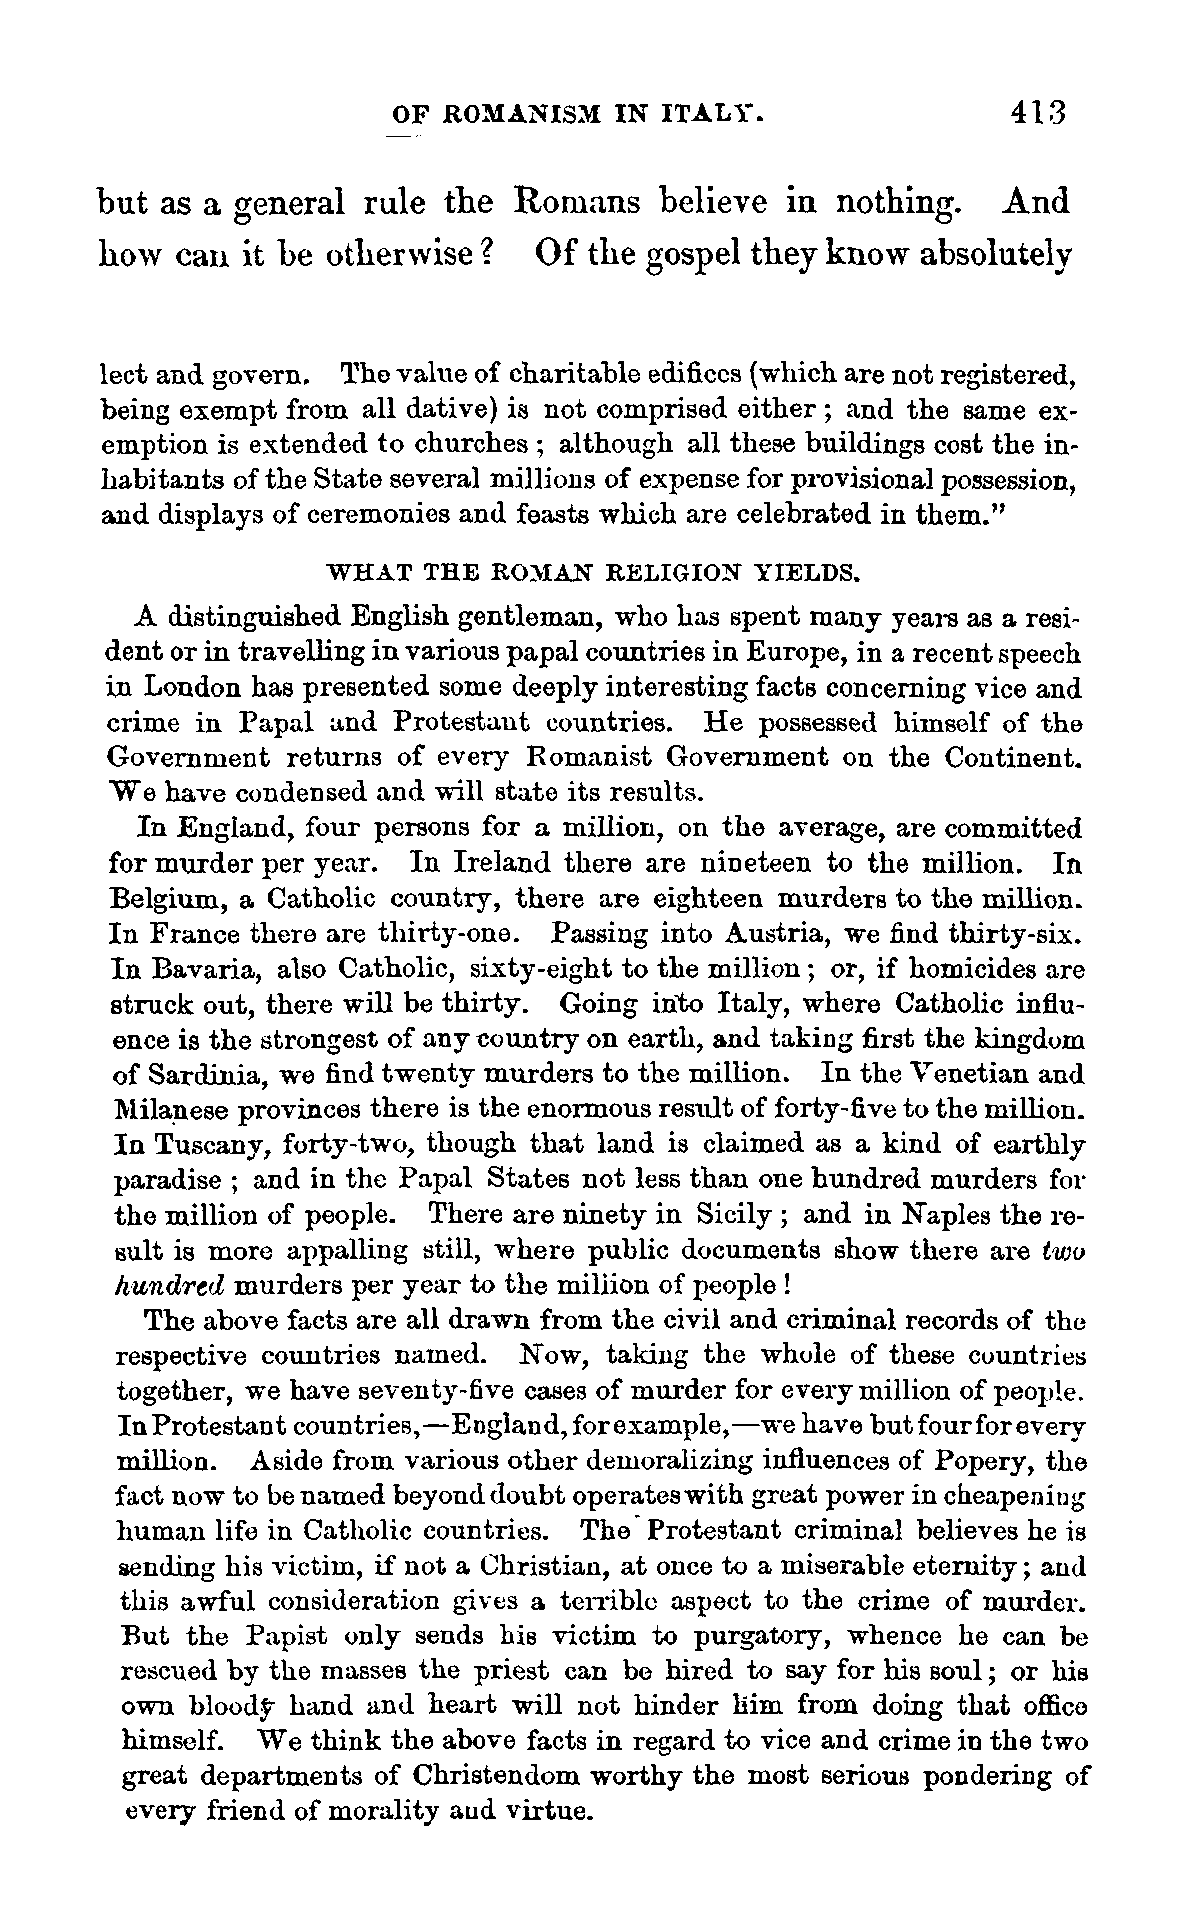 OF ROMANISM IN ITALY. 413
but as a general rule the Romans believe in nothing. And
how can it be otherwise? Of the gospel they know absolutely
lect and govern. The value of charitable edifices (which are not registered,
being exempt from all dative) is not comprised either; and the same ex-
emption is extended to churches; although all these buildings cost the in-
habitants of the State several millions of expense for provisional possession,
and displays of ceremonies and feasts which are celebrated in them."
WHAT THE ROMAN RELIGION YIELDS.
A distinguished English gentleman, who has spent many years as a resi-
dent or in travelling in various papal countries in Europe, in a recent speech
in London has presented some deeply interesting facts concerning vice and
crime in Papal and Protestant countries. He possessed himself of the
Government returns of every Romanist Government on the Continent.
We have condensed and will state its results.
In England, four persons for a million, on the average, are committed
for murder per year. In Ireland there are nineteen to the million. In
Belgium, a Catholic country, there are eighteen murders to the million.
In France there are thirty-one. Passing into Austria, we find thirty-six.
In Bavaria, also Catholic, sixty-eight to the million; or, if homicides are
struck out, there will be thirty. Going into Italy, where Catholic influ-
ence is the strongest of any country on earth, and taking first the kingdom
of Sardinia, we find twenty murders to the million. In the Venetian and
Milanese provinces there is the enormous result of forty-five to the million.
In Tuscany, forty-two, though that land is claimed as a kind of earthly
paradise; and in the Papal States not less than one hundred murders for
the million of people. There are ninety in Sicily; and in Naples the re-
sult is more appalling still, where public documents show there are two
hundred murders per year to the million of people!
The above facts are all drawn from the civil and criminal records of the
respective countries named. Now, taking the whole of these countries
together, we have seventy-five cases of murder for every million of people.
In Protestant countries,—England, for example,—we have but four for every
million. Aside from various other demoralizing influences of Popery, the
fact now to be named beyond doubt operates with great power in cheapening
human life in Catholic countries. The Protestant criminal believes he is
sending his victim, if not a Christian, at once to a miserable eternity; and
this awful consideration gives a terrible aspect to the crime of murder.
But the Papist only sends his victim to purgatory, whence he can be
rescued by the masses the priest can be hired to say for his soul; or his
own bloody hand and heart will not hinder him from doing that office
himself. We think the above facts in regard to vice and crime in the two
great departments of Christendom worthy the most serious pondering of
every friend of morality and virtue.